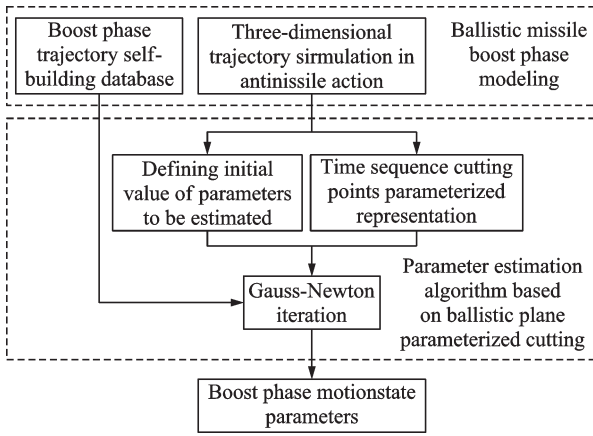 Boost phase
trajectory self-
building database
Three-dimensional
trajectory sirmulation in
antinissile action
Ballistic missile
boost phase
modeling
Defining initial
value of parameters
to be estimated
Time sequence cutting
points parameterized
representation
Gauss-Newton
iteration
Parameter estimation
algorithm based
on ballistic plane
parameterized cutting
Boost phase motionstate
parameters